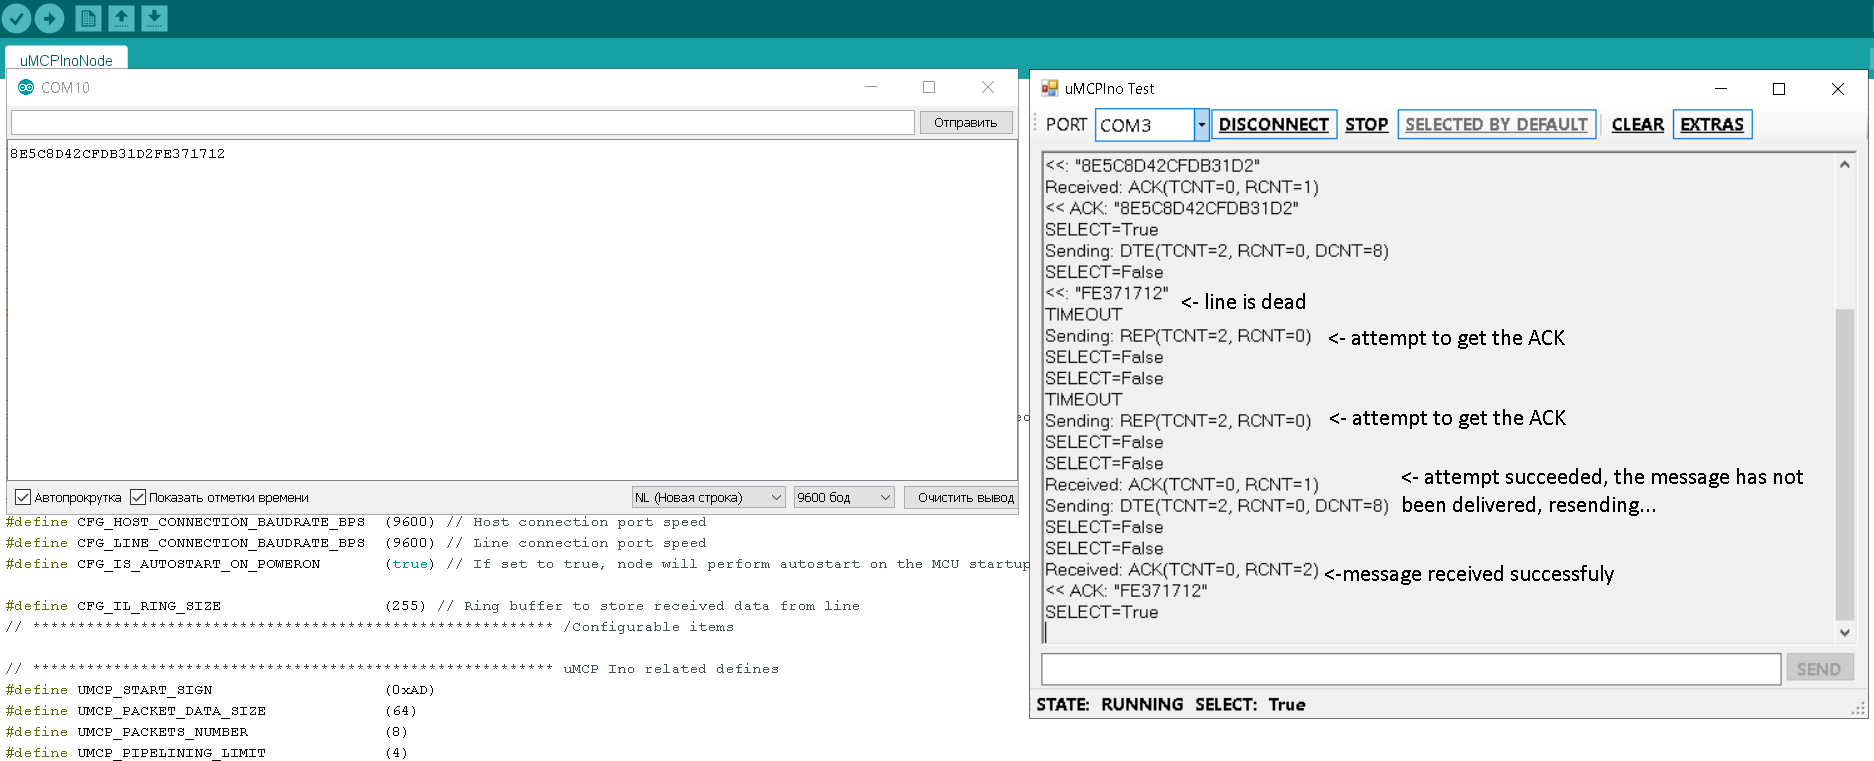 uMCPInoNode
COM10
Отправить
8E5C8D42CFDB31D2FE371712
Автопрокрутка
Показать отметки времени
NL (Новая строка)
9600 бод
Очистить вывод
#define CFG_HOST_CONNECTION_BAUDRATE_BPS (9600) // Host connection port speed
#define CFG_LINE_CONNECTION_BAUDRATE_BPS (9600) // Line connection port speed
#define CFG_IS_AUTOSTART_ON_POWERON (true) // If set to true, node will perform autostart on the MCU startup
#define CFG_IL_RING_SIZE (255) // Ring buffer to store received data from line
// ********************************************************** /Configurable items
// ********************************************************** uMCP Ino related defines
#define UMCP_START_SIGN (0xAD)
#define UMCP_PACKET_DATA_SIZE (64)
#define UMCP_PACKETS_NUMBER (8)
#define UMCP_PIPELINING_LIMIT (4)
uMCPIno Test
PORT COM3 DISCONNECT STOP SELECTED BY DEFAULT CLEAR EXTRAS
<<: "8E5C8D42CFDB31D2"
Received: ACK(TCNT=0, RCNT=1)
<< ACK: "8E5C8D42CFDB31D2"
SELECT=True
Sending: DTE(TCNT=2, RCNT=0, DCNT=8)
SELECT=False
<<: "FE371712" <- line is dead
TIMEOUT
Sending: REP(TCNT=2, RCNT=0) <- attempt to get the ACK
SELECT=False
SELECT=False
TIMEOUT
Sending: REP(TCNT=2, RCNT=0) <- attempt to get the ACK
SELECT=False
SELECT=False
Received: ACK(TCNT=0, RCNT=1) <- attempt succeeded, the message has not
Sending: DTE(TCNT=2, RCNT=0, DCNT=8) been delivered, resending...
SELECT=False
SELECT=False
Received: ACK(TCNT=0, RCNT=2) <-message received successfuly
<< ACK: "FE371712"
SELECT=True
SEND
STATE: RUNNING SELECT: True